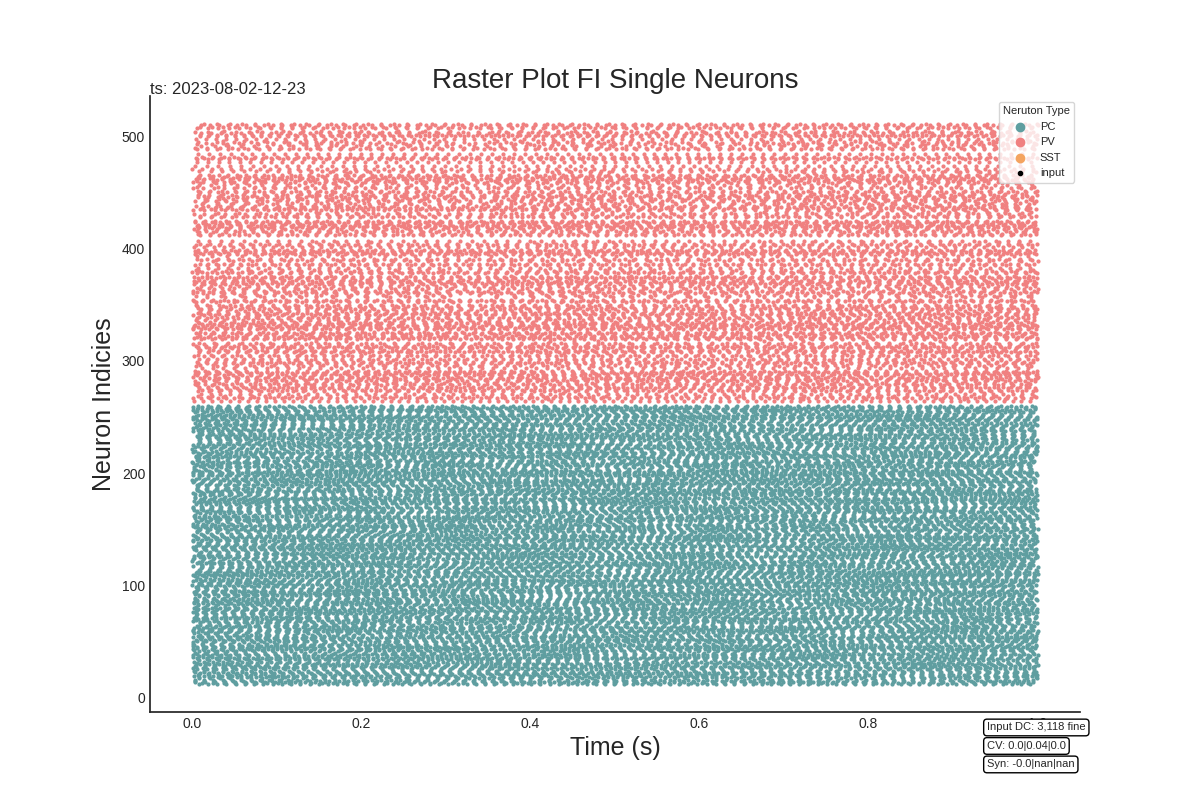 Raster Plot FI Single Neurons
ts: 2023-08-02-12-23
Neruton Type
PC
PV
SST
input
Neuron Indicies
500
400
300
200
100
0
0.0 0.2 0.4 0.6 0.8
Time (s)
Input DC: 3,118 fine
CV: 0.0|0.04|0.0
Syn: -0.0|nan|nan